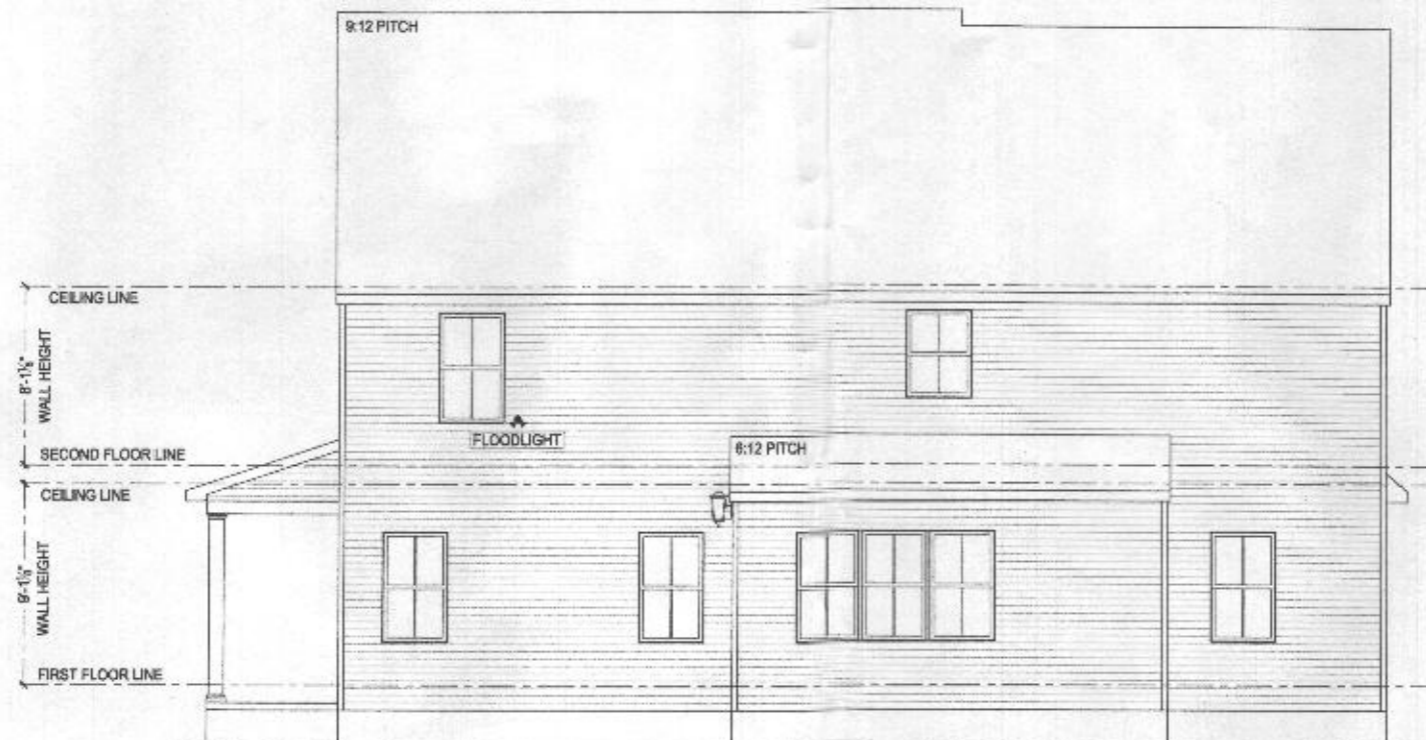 9:12 PITCH
CEILING LINE
8'-1⅛"
WALL HEIGHT
FLOODLIGHT
6:12 PITCH
SECOND FLOOR LINE
CEILING LINE
9'-1⅛"
WALL HEIGHT
FIRST FLOOR LINE